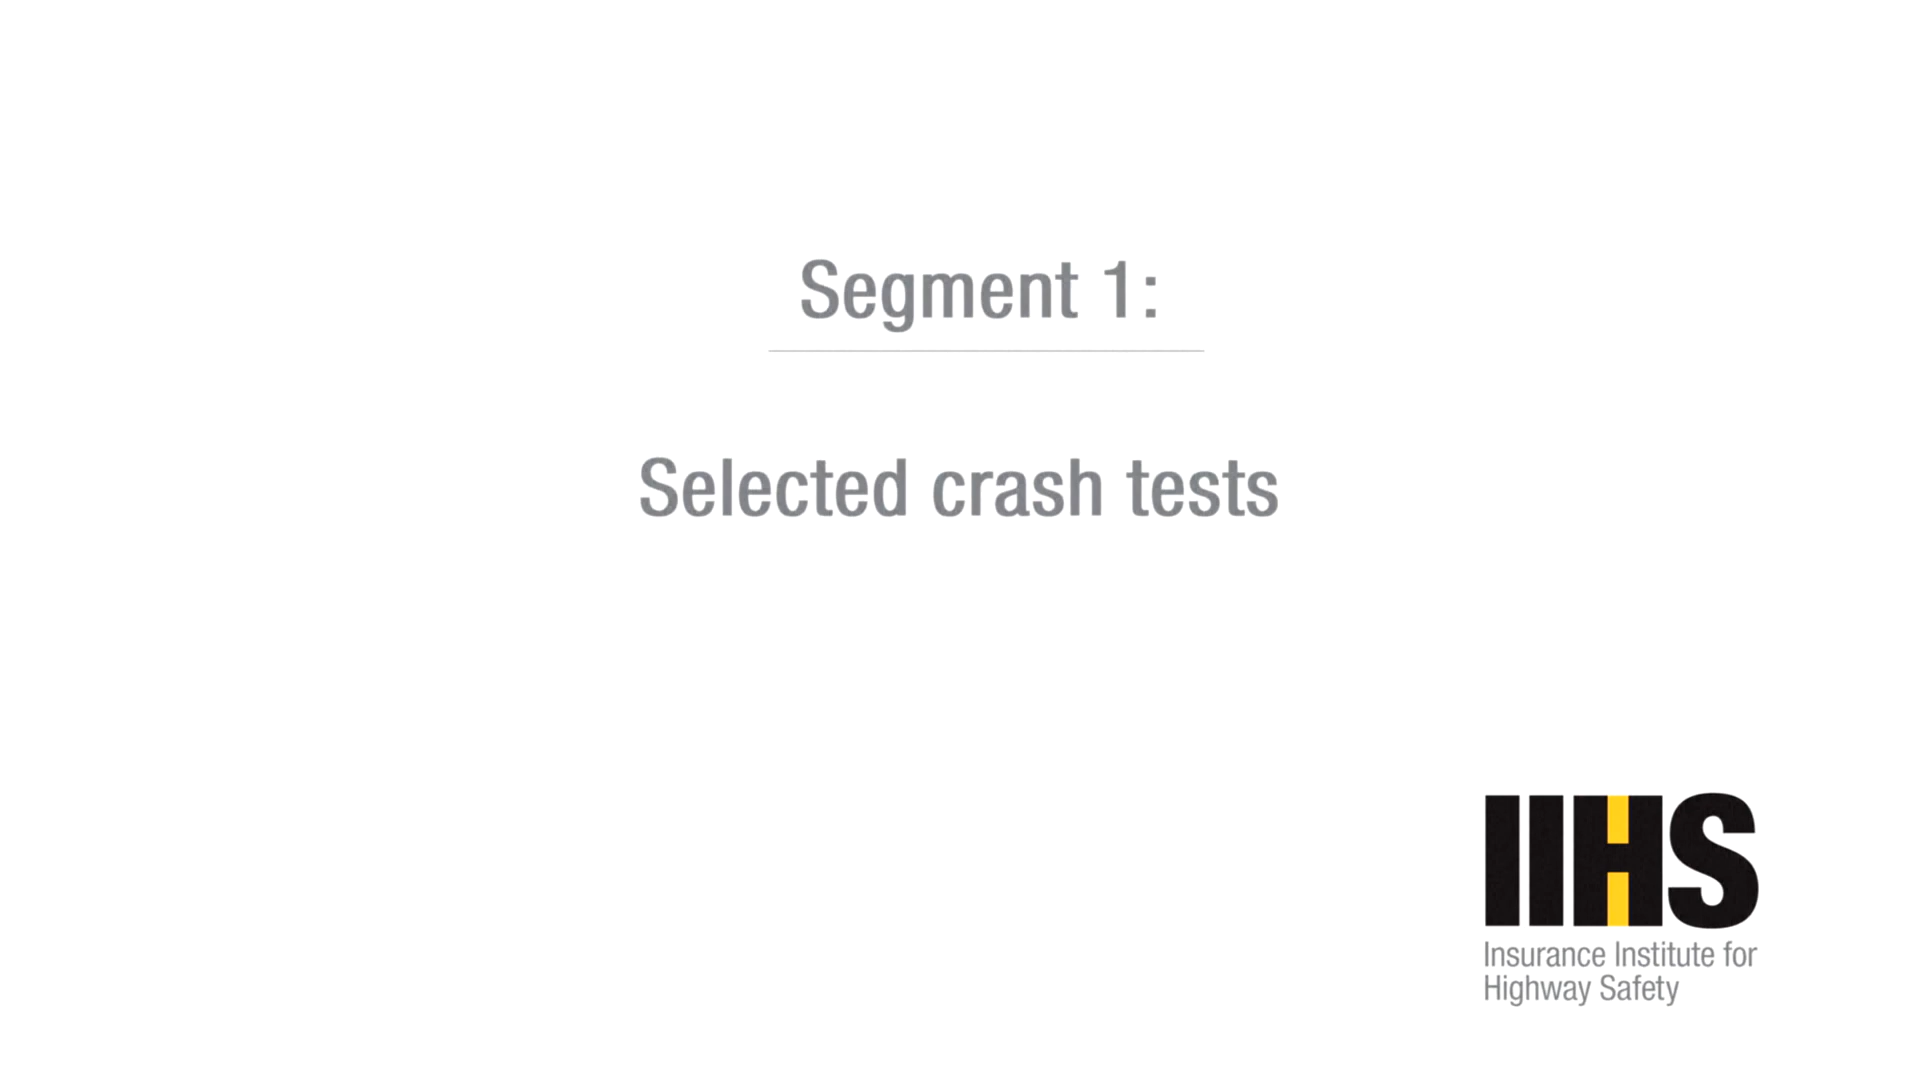 Segment 1:
Selected crash tests
IIHS
Insurance Institute for
Highway Safety